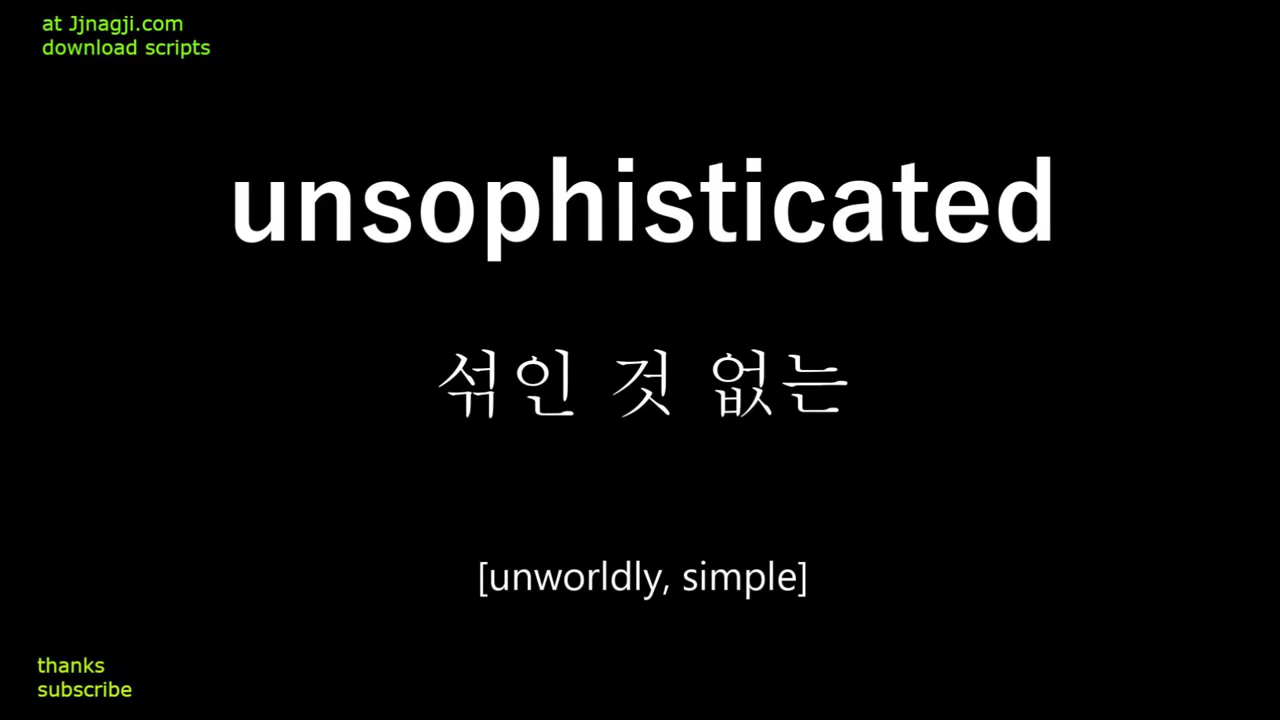 at Jjnagji.com
download scripts
unsophisticated
섞인 것 없는
[unworldly, simple]
thanks
subscribe